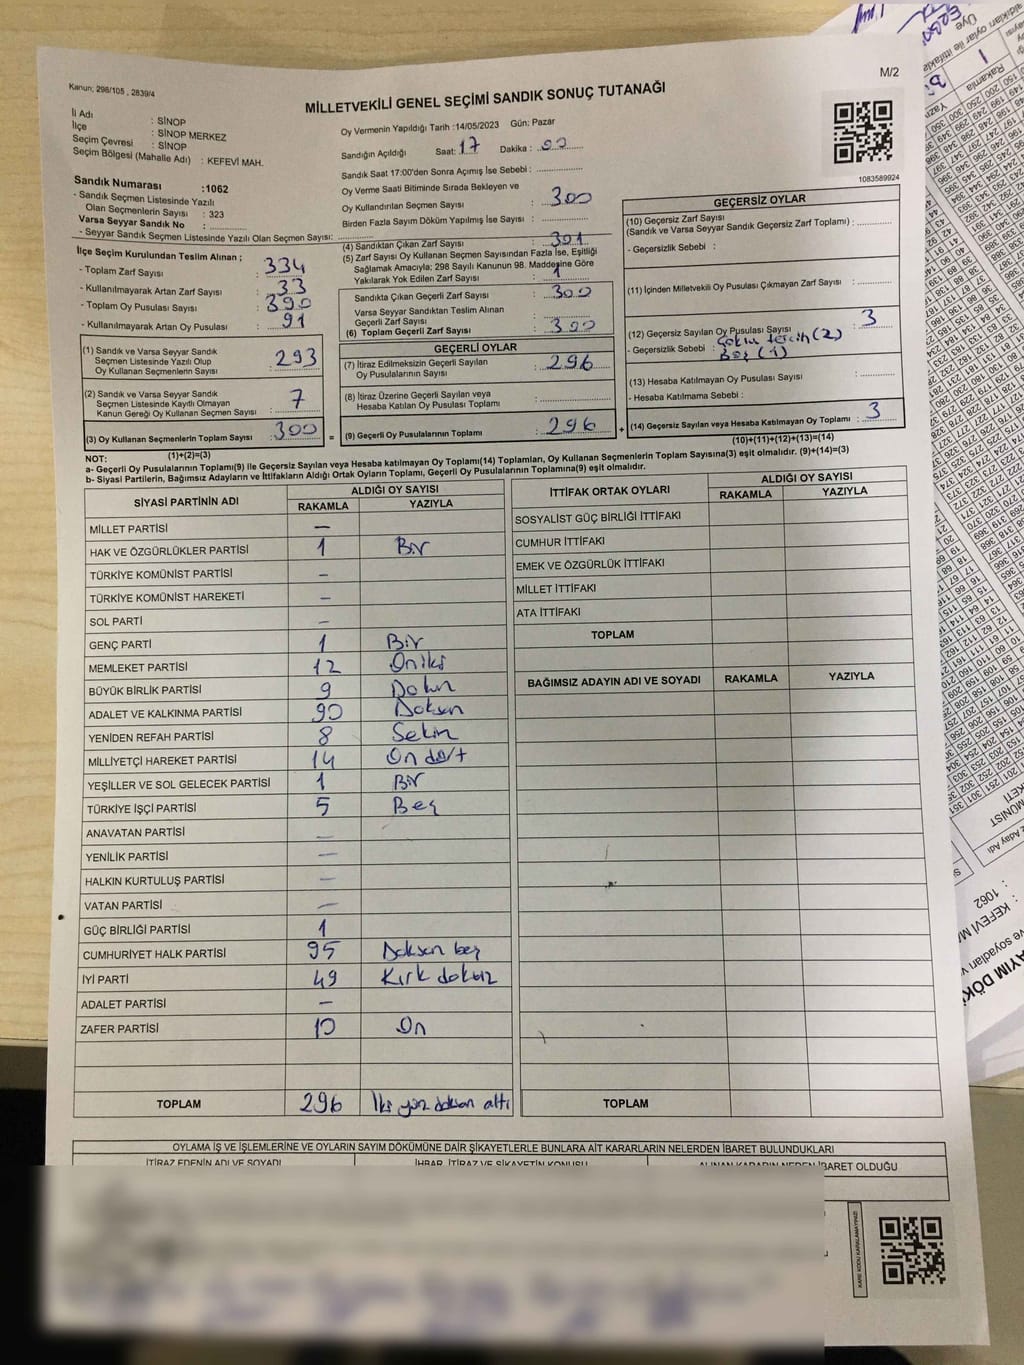 Kanun; 298/105 , 2839/4
M/2
MİLLETVEKİLİ GENEL SEÇİMİ SANDIK SONUÇ TUTANAĞI
İl Adı : SİNOP
İlçe : SİNOP MERKEZ
Seçim Çevresi : SİNOP
Seçim Bölgesi (Mahalle Adı) : KEFEVİ MAH.
Sandık Numarası :1062
- Sandık Seçmen Listesinde Yazılı
Olan Seçmenlerin Sayısı : 323
Varsa Seyyar Sandık No :
- Seyyar Sandık Seçmen Listesinde Yazılı Olan Seçmen Sayısı:
Oy Vermenin Yapıldığı Tarih :14/05/2023 Gün: Pazar
Sandığın Açıldığı Saat: 17 Dakika : 00
Sandık Saat 17:00'den Sonra Açımış İse Sebebi :
Oy Verme Saati Bitiminde Sırada Bekleyen ve
Oy Kullandırılan Seçmen Sayısı : 300
Birden Fazla Sayım Döküm Yapılmış İse Sayısı :
1083589924
İlçe Seçim Kurulundan Teslim Alınan ;
- Toplam Zarf Sayısı : 334
- Kullanılmayarak Artan Zarf Sayısı : 33
- Toplam Oy Pusulası Sayısı : 390
- Kullanılmayarak Artan Oy Pusulası : 91
(1) Sandık ve Varsa Seyyar Sandık
Seçmen Listesinde Yazılı Olup
Oy Kullanan Seçmenlerin Sayısı : 293
(2) Sandık ve Varsa Seyyar Sandık
Seçmen Listesinde Kayıtlı Olmayan
Kanun Gereği Oy Kullanan Seçmen Sayısı : 7
(3) Oy Kullanan Seçmenlerin Toplam Sayısı : 300 =
(1)+(2)=(3)
(4) Sandıktan Çıkan Zarf Sayısı : 301
(5) Zarf Sayısı Oy Kullanan Seçmen Sayısından Fazla İse, Eşitliği
Sağlamak Amacıyla; 298 Sayılı Kanunun 98. Maddesine Göre
Yakılarak Yok Edilen Zarf Sayısı : 1
Sandıkta Çıkan Geçerli Zarf Sayısı : 300
Varsa Seyyar Sandıktan Teslim Alınan
Geçerli Zarf Sayısı :
(6) Toplam Geçerli Zarf Sayısı : 300
GEÇERLİ OYLAR
(7) İtiraz Edilmeksizin Geçerli Sayılan
Oy Pusulalarının Sayısı : 296
(8) İtiraz Üzerine Geçerli Sayılan veya
Hesaba Katılan Oy Pusulası Toplamı :
(9) Geçerli Oy Pusulalarının Toplamı : 296 +
GEÇERSİZ OYLAR
(10) Geçersiz Zarf Sayısı
(Sandık ve Varsa Seyyar Sandık Geçersiz Zarf Toplamı) :
- Geçersizlik Sebebi :
(11) İçinden Milletvekili Oy Pusulası Çıkmayan Zarf Sayısı :
(12) Geçersiz Sayılan Oy Pusulası Sayısı : 3
- Geçersizlik Sebebi : Çoklu tercih (2)
Boş (1)
(13) Hesaba Katılmayan Oy Pusulası Sayısı :
- Hesaba Katılmama Sebebi :
(14) Geçersiz Sayılan veya Hesaba Katılmayan Oy Toplamı : 3
(10)+(11)+(12)+(13)=(14)
NOT:
a- Geçerli Oy Pusulalarının Toplamı(9) ile Geçersiz Sayılan veya Hesaba katılmayan Oy Toplamı(14) Toplamları, Oy Kullanan Seçmenlerin Toplam Sayısına(3) eşit olmalıdır. (9)+(14)=(3)
b- Siyasi Partilerin, Bağımsız Adayların ve İttifakların Aldığı Ortak Oyların Toplamı, Geçerli Oy Pusulalarının Toplamına(9) eşit olmalıdır.
SİYASİ PARTİNİN ADI ALDIĞI OY SAYISI
RAKAMLA YAZIYLA
MİLLET PARTİSİ —
HAK VE ÖZGÜRLÜKLER PARTİSİ 1 Bir
TÜRKİYE KOMÜNİST PARTİSİ —
TÜRKİYE KOMÜNİST HAREKETİ —
SOL PARTİ —
GENÇ PARTİ 1 Bir
MEMLEKET PARTİSİ 12 Oniki
BÜYÜK BİRLİK PARTİSİ 9 Dokuz
ADALET VE KALKINMA PARTİSİ 90 Doksan
YENİDEN REFAH PARTİSİ 8 Sekiz
MİLLİYETÇİ HAREKET PARTİSİ 14 On dört
YEŞİLLER VE SOL GELECEK PARTİSİ 1 Bir
TÜRKİYE İŞÇİ PARTİSİ 5 Beş
ANAVATAN PARTİSİ —
YENİLİK PARTİSİ —
HALKIN KURTULUŞ PARTİSİ —
VATAN PARTİSİ —
GÜÇ BİRLİĞİ PARTİSİ 1
CUMHURİYET HALK PARTİSİ 95 Doksan beş
İYİ PARTİ 49 Kırk dokuz
ADALET PARTİSİ —
ZAFER PARTİSİ 10 On
TOPLAM 296 İki yüz doksan altı
İTTİFAK ORTAK OYLARI ALDIĞI OY SAYISI
RAKAMLA YAZIYLA
SOSYALİST GÜÇ BİRLİĞİ İTTİFAKI
CUMHUR İTTİFAKI
EMEK VE ÖZGÜRLÜK İTTİFAKI
MİLLET İTTİFAKI
ATA İTTİFAKI
TOPLAM
BAĞIMSIZ ADAYIN ADI VE SOYADI RAKAMLA YAZIYLA
TOPLAM
OYLAMA İŞ VE İŞLEMLERİNE VE OYLARIN SAYIM DÖKÜMÜNE DAİR ŞİKAYETLERLE BUNLARA AİT KARARLARIN NELERDEN İBARET BULUNDUKLARI
İTİRAZ EDENİN ADI VE SOYADI İHBAR, İTİRAZ VE ŞİKAYETİN KONUSU ALINAN KARARIN NEDEN İBARET OLDUĞU
KARE KODU KARALAMAYINIZ!